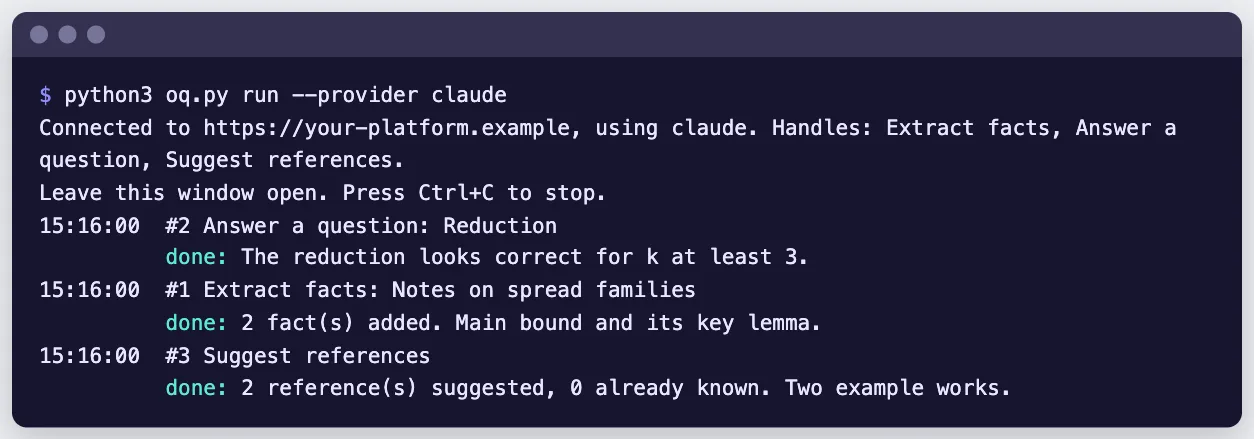 $ python3 oq.py run --provider claude
Connected to https://your-platform.example, using claude. Handles: Extract facts, Answer a
question, Suggest references.
Leave this window open. Press Ctrl+C to stop.
15:16:00  #2 Answer a question: Reduction
          done: The reduction looks correct for k at least 3.
15:16:00  #1 Extract facts: Notes on spread families
          done: 2 fact(s) added. Main bound and its key lemma.
15:16:00  #3 Suggest references
          done: 2 reference(s) suggested, 0 already known. Two example works.